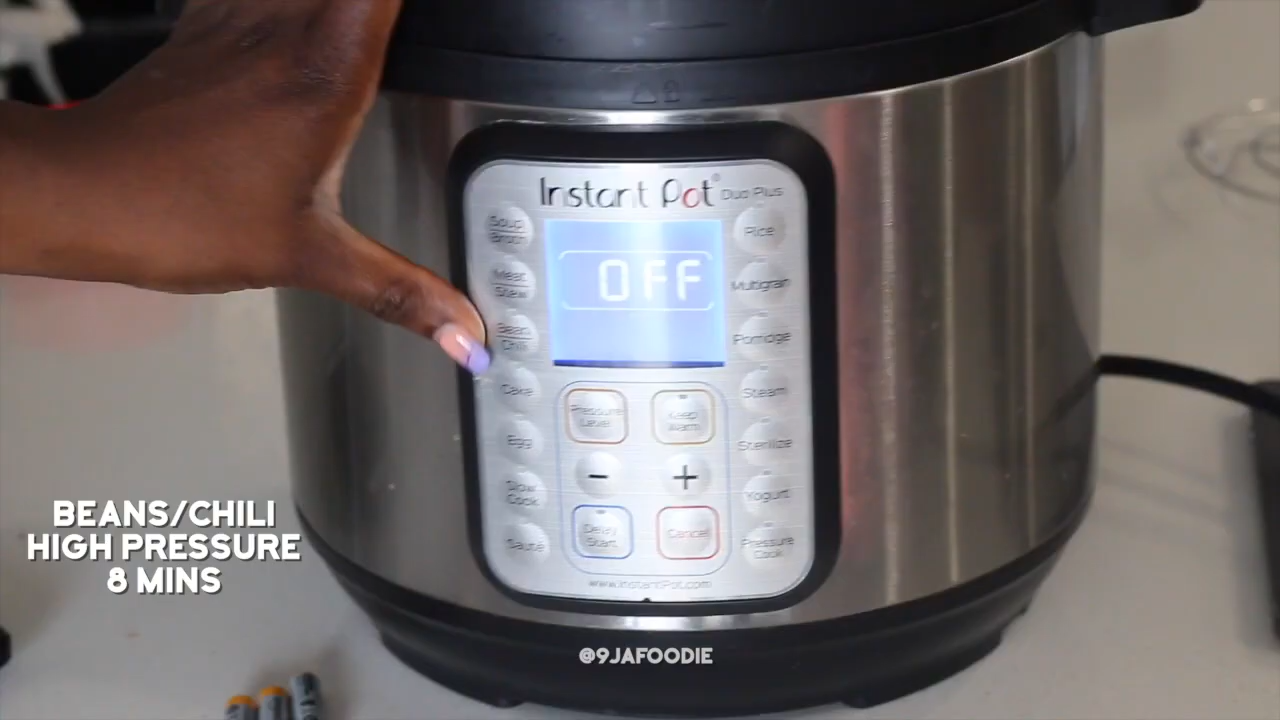 Instant Pot® Duo Plus
Soup
Broth
Rice
OFF
Meat
Stew
Multigrain
Bean
Chili
Porridge
Cake
Pressure
Level
Keep
Warm
Steam
Egg
Sterilize
Slow
Cook
−
+
Yogurt
Sauté
Delay
Start
Cancel
Pressure
Cook
www.InstantPot.com
BEANS/CHILI
HIGH PRESSURE
8 MINS
@9JAFOODIE